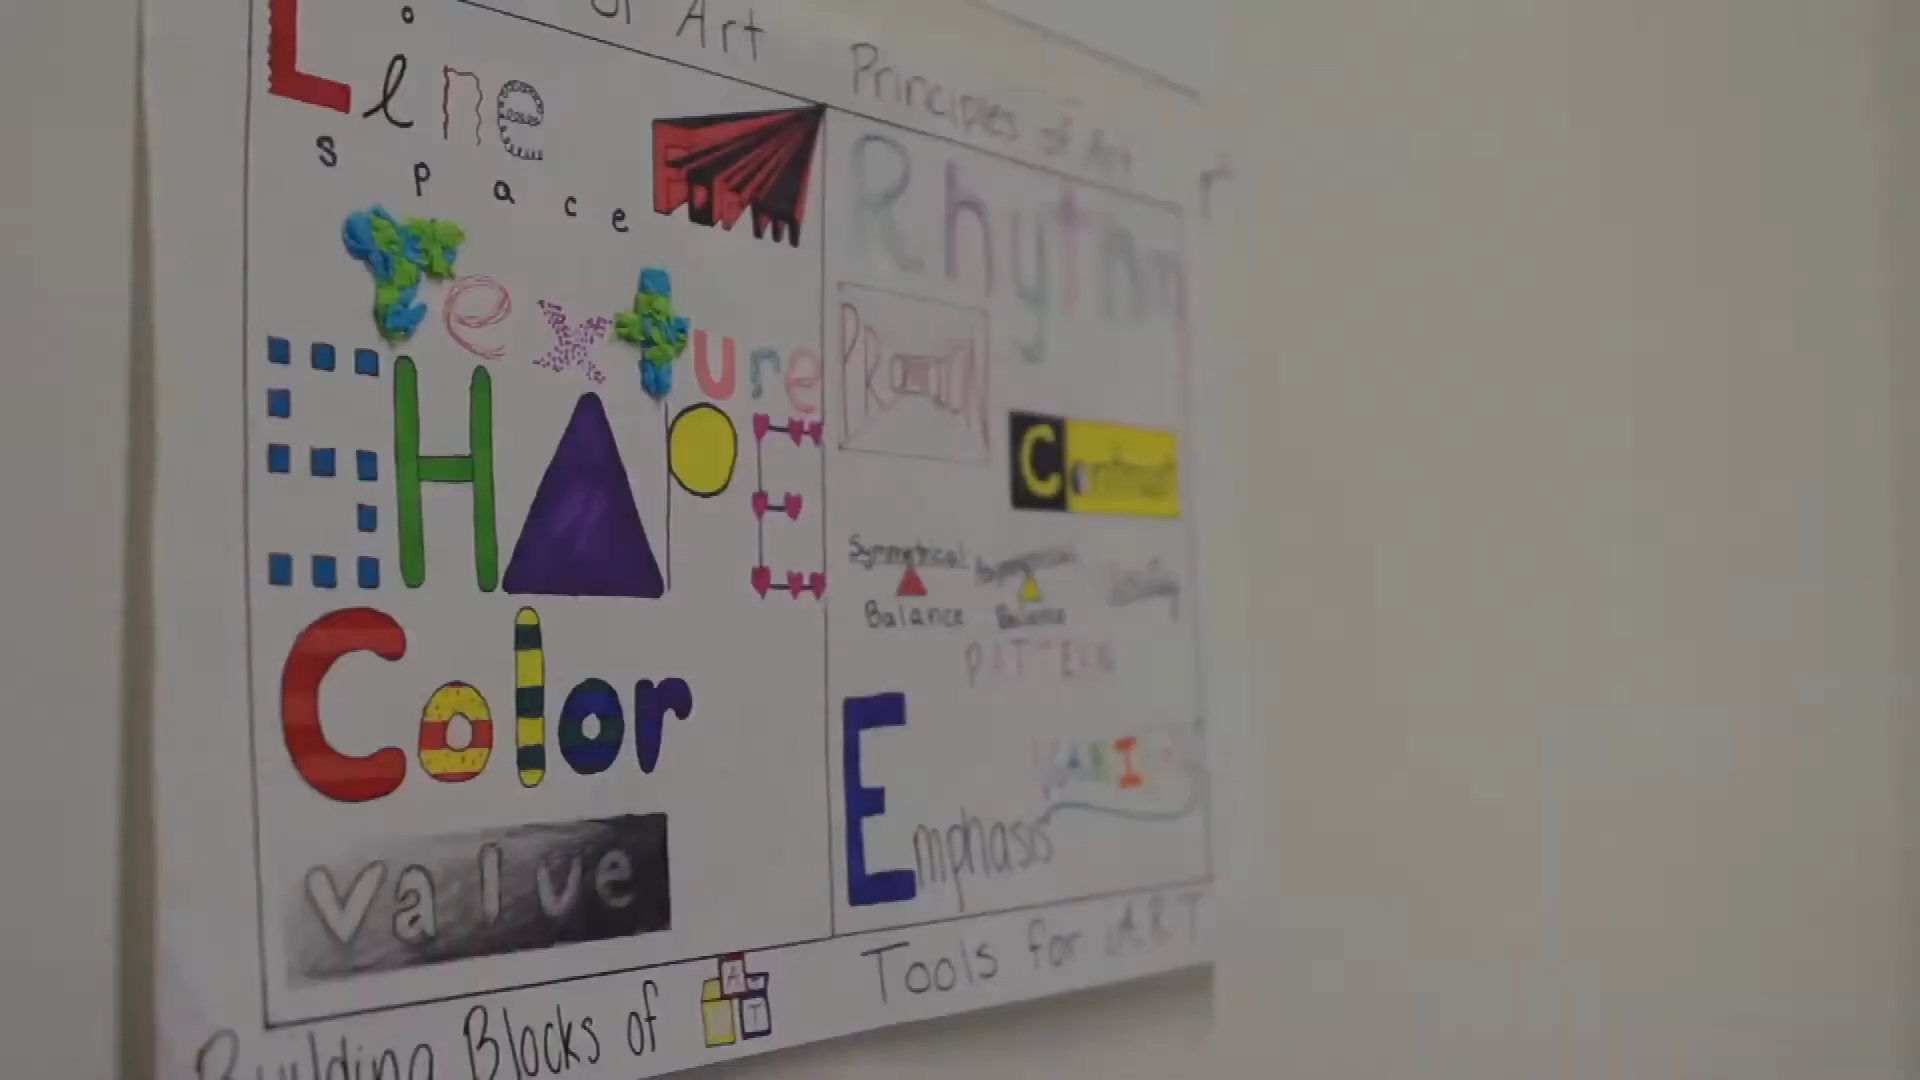 Art
Principles of Art
Line
space
Form
Texture
SHAPE
Color
Value
Rhythm
Contrast
Symmetrical
Balance
Balance
PATTERN
Emphasis
Building Blocks of
A
T
Tools for ART